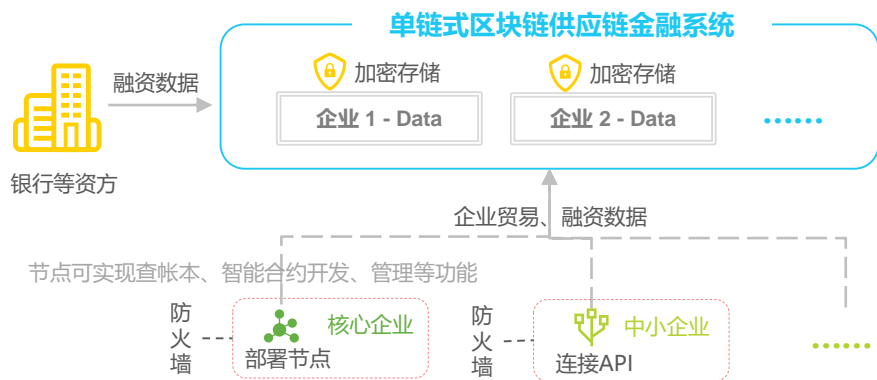 单链式区块链供应链金融系统
加密存储
加密存储
融资数据
企业 1 - Data
企业 2 - Data
......
银行等资方
企业贸易、融资数据
节点可实现查帐本、智能合约开发、管理等功能
防火墙
核心企业
部署节点
防火墙
中小企业
连接API
......